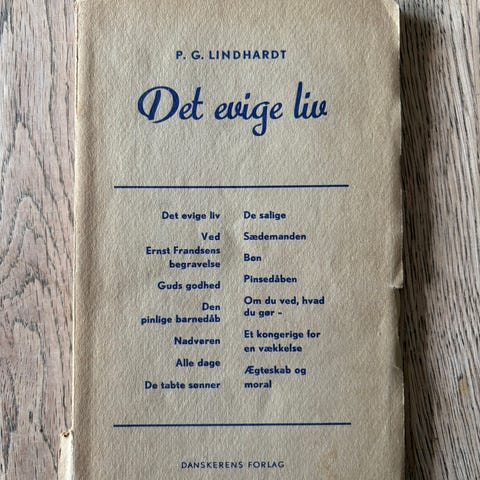 P. G. LINDHARDT
Det evige liv
Det evige liv
Ved
Ernst Frandsens
begravelse
Guds godhed
Den
pinlige barnedåb
Nadveren
Alle dage
De tabte sønner
De salige
Sædemanden
Bøn
Pinsedåben
Om du ved, hvad
du gør –
Et kongerige for
en vækkelse
Ægteskab og
moral
DANSKERENS FORLAG